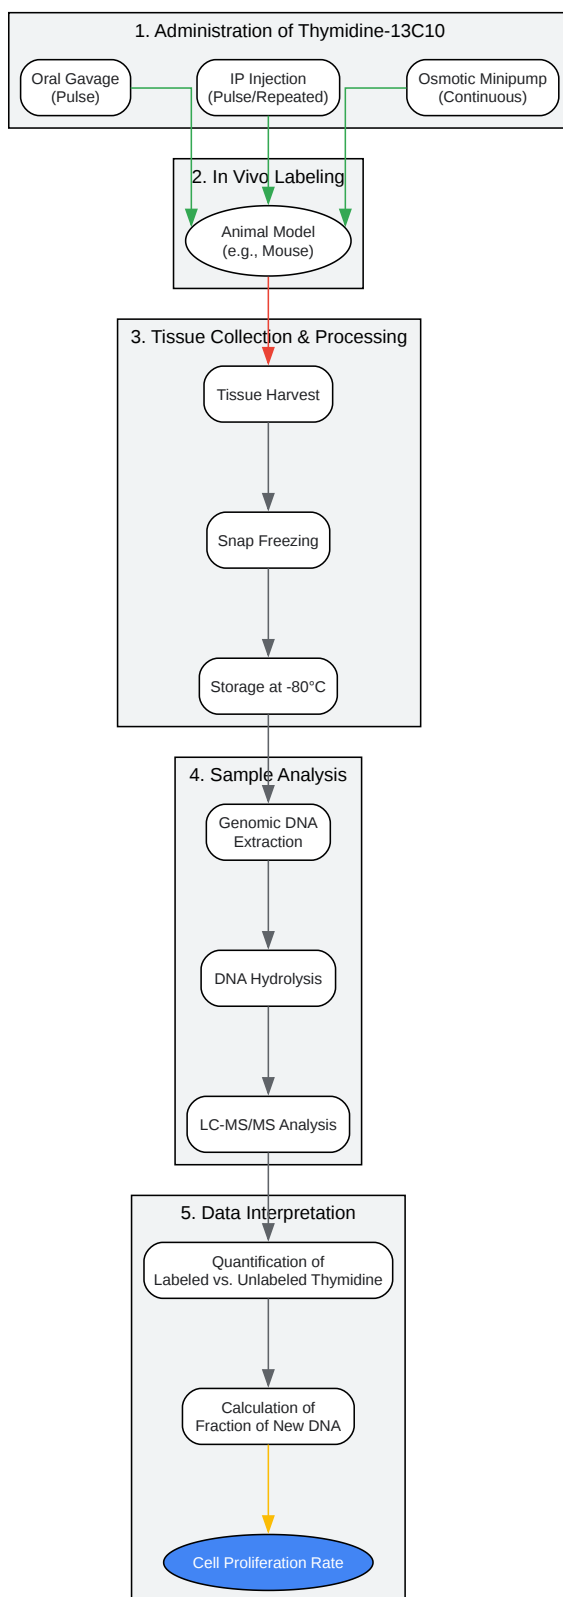 1. Administration of Thymidine-13C10
Oral Gavage
(Pulse)
IP Injection
(Pulse/Repeated)
Osmotic Minipump
(Continuous)
2. In Vivo Labeling
Animal Model
(e.g., Mouse)
3. Tissue Collection & Processing
Tissue Harvest
Snap Freezing
Storage at -80°C
4. Sample Analysis
Genomic DNA
Extraction
DNA Hydrolysis
LC-MS/MS Analysis
5. Data Interpretation
Quantification of
Labeled vs. Unlabeled Thymidine
Calculation of
Fraction of New DNA
Cell Proliferation Rate